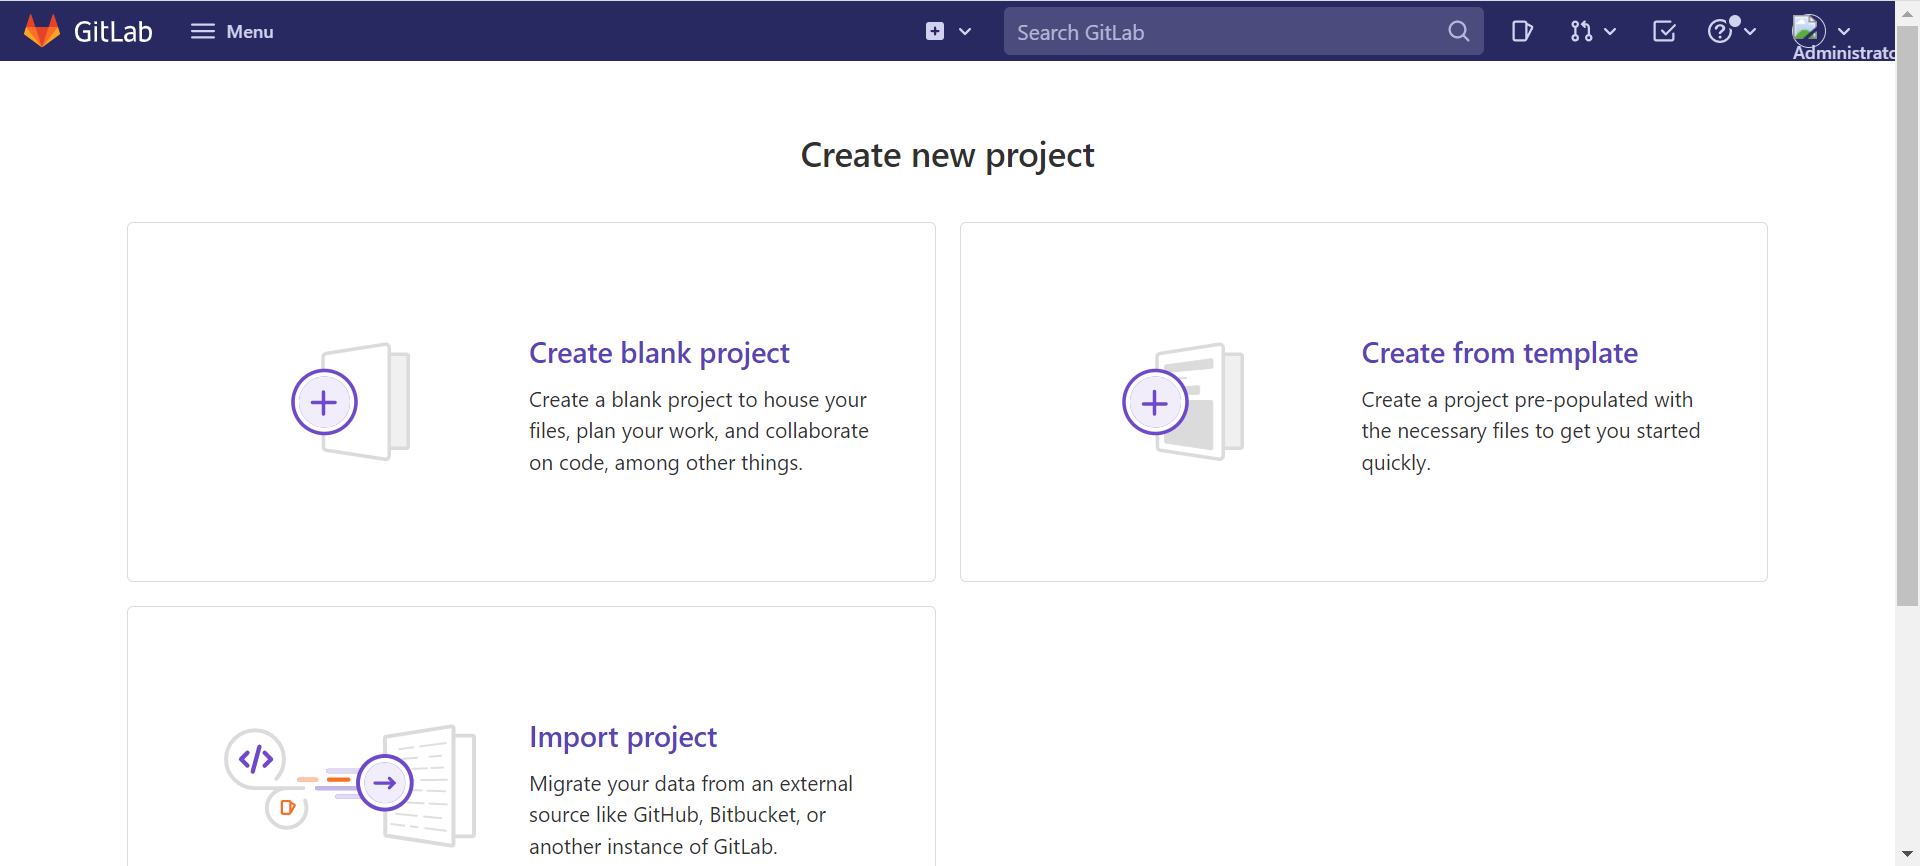 GitLab
Menu
Search GitLab
Administrato
Create new project
Create blank project
Create a blank project to house your
files, plan your work, and collaborate
on code, among other things.
Create from template
Create a project pre-populated with
the necessary files to get you started
quickly.
Import project
Migrate your data from an external
source like GitHub, Bitbucket, or
another instance of GitLab.